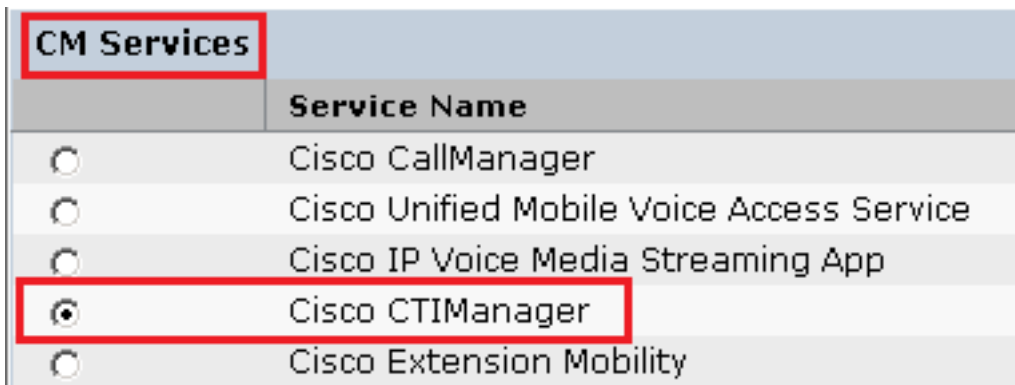 CM Services
Service Name
Cisco CallManager
Cisco Unified Mobile Voice Access Service
Cisco IP Voice Media Streaming App
Cisco CTIManager
Cisco Extension Mobility